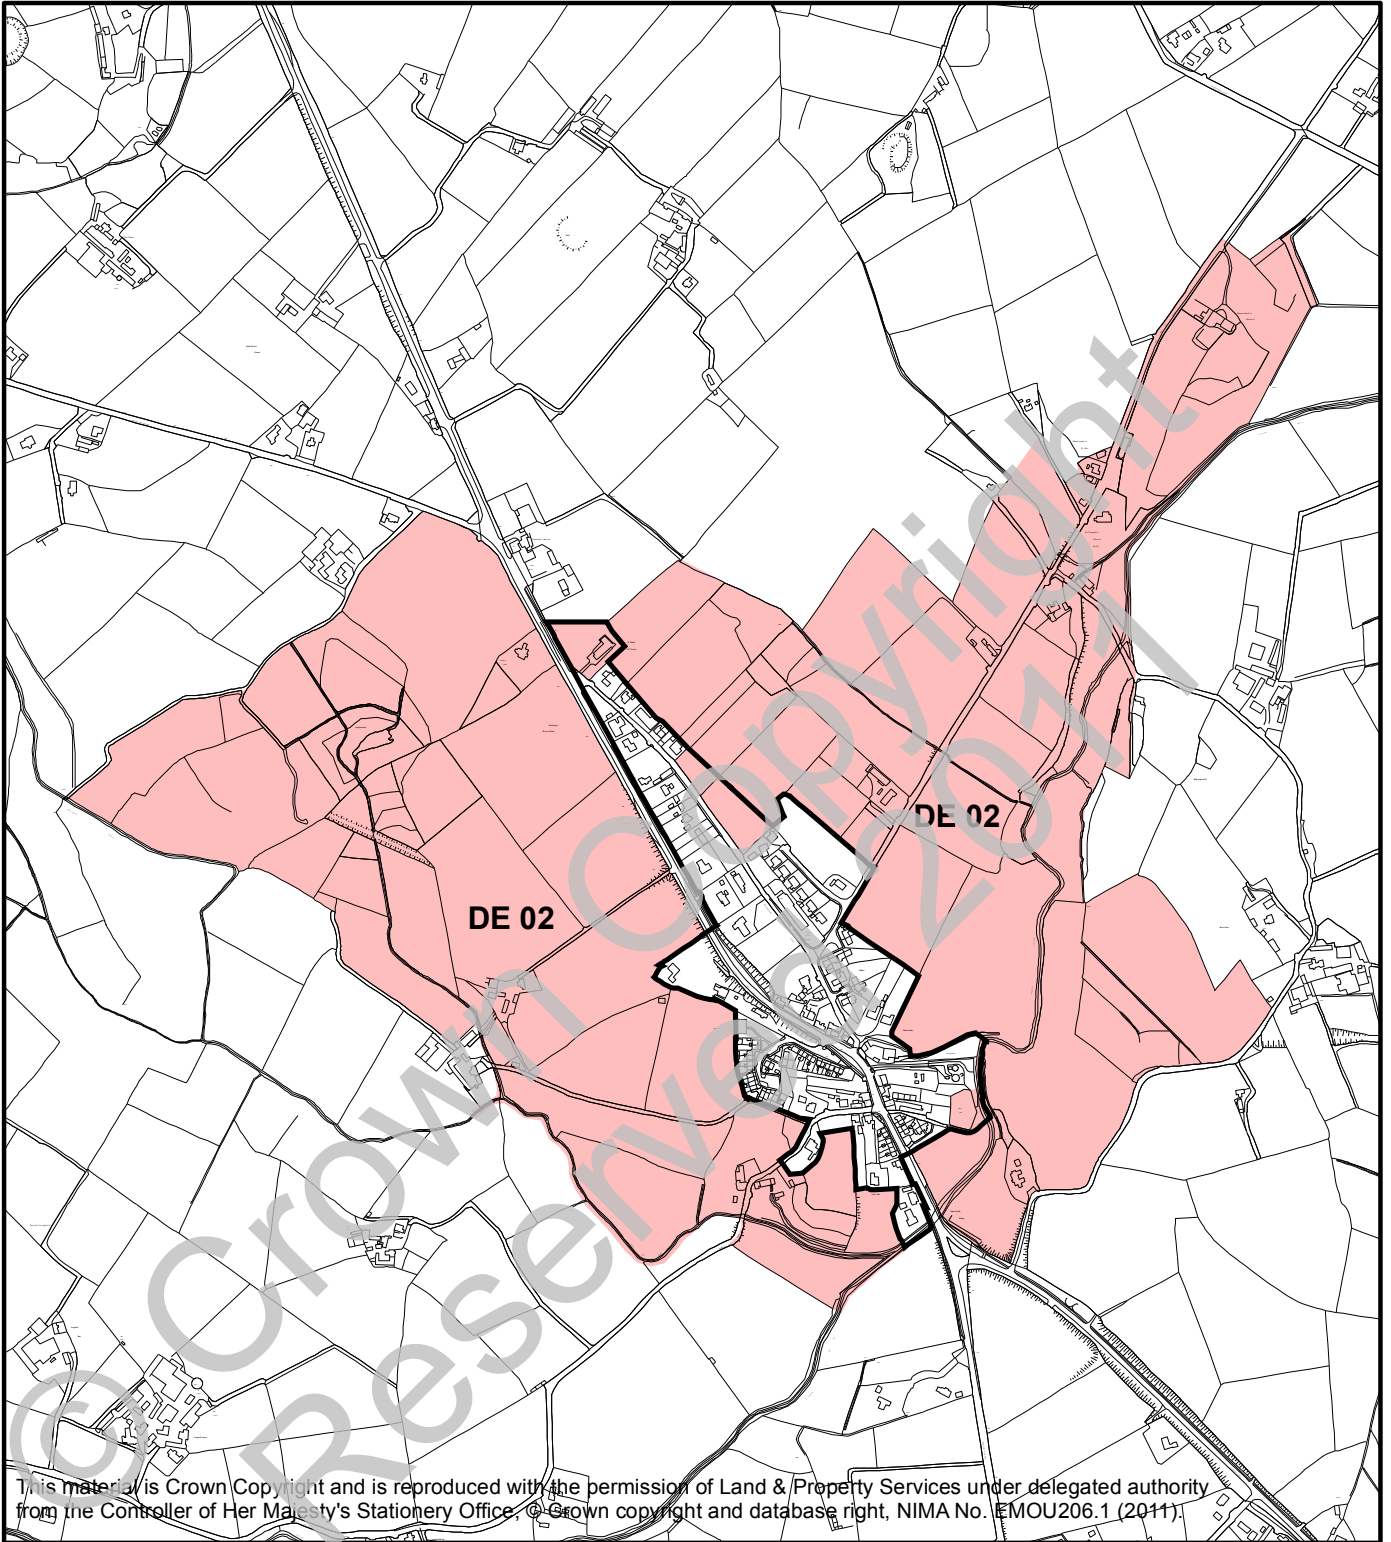 DE 02
DE 02
© Crown Copyright
Reserved 2011
This material is Crown Copyright and is reproduced with the permission of Land & Property Services under delegated authority
from the Controller of Her Majesty's Stationery Office, © Crown copyright and database right, NIMA No. EMOU206.1 (2011).